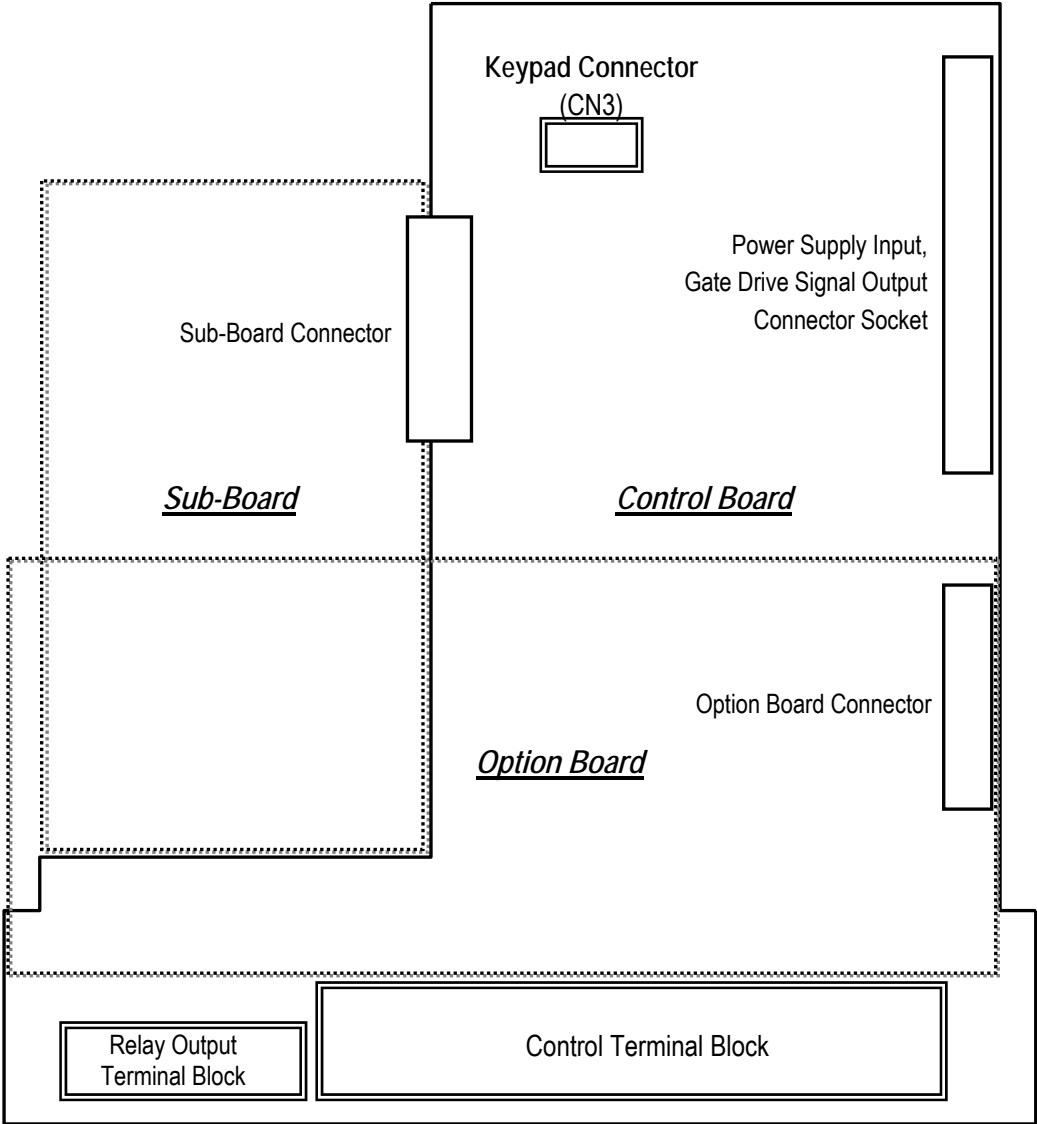 Keypad Connector
(CN3)
Power Supply Input,
Gate Drive Signal Output
Connector Socket
Sub-Board Connector
Sub-Board
Control Board
Option Board Connector
Option Board
Relay Output
Terminal Block
Control Terminal Block